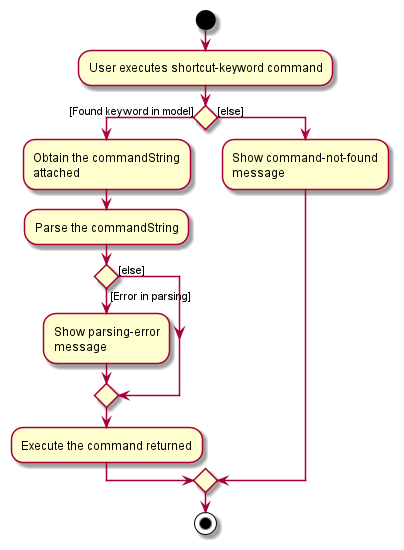 User executes shortcut-keyword command
[Found keyword in model]
[else]
Obtain the commandString
attached
Show command-not-found
message
Parse the commandString
[else]
[Error in parsing]
Show parsing-error
message
Execute the command returned